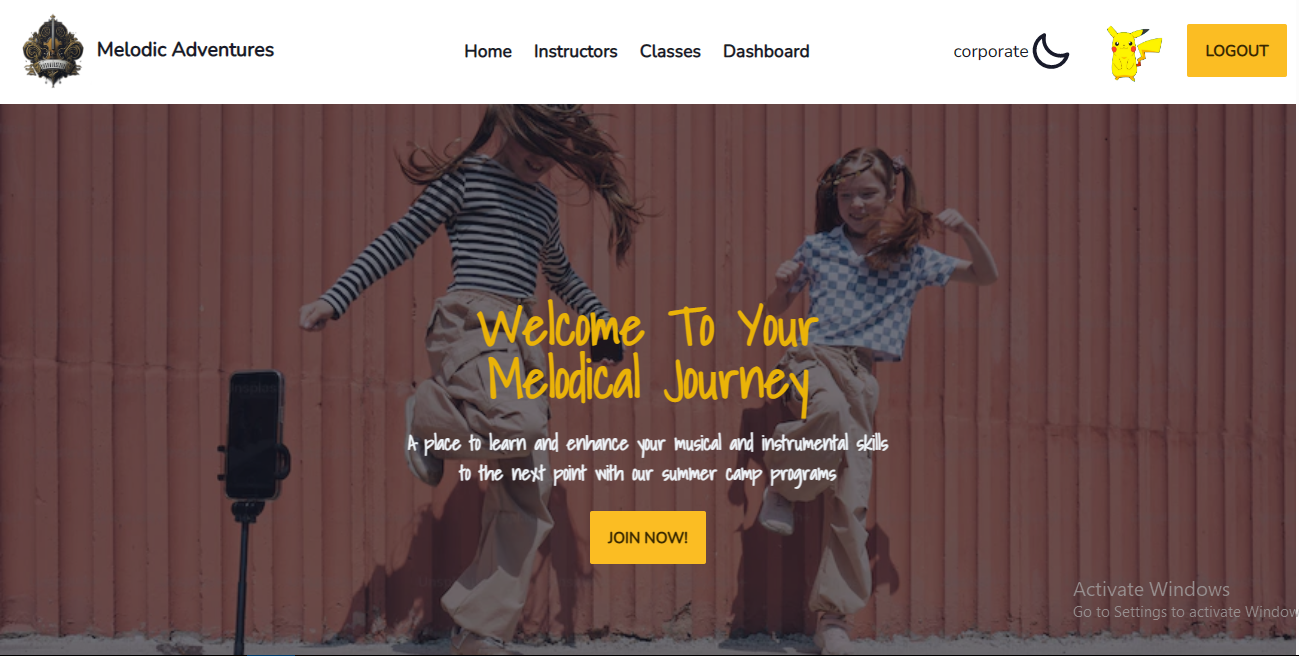 Melodic Adventures
Home Instructors Classes Dashboard
corporate
LOGOUT
Welcome To Your
Melodical Journey
A place to learn and enhance your musical and instrumental skills
to the next point with our summer camp programs
JOIN NOW!
Activate Windows
Go to Settings to activate Window